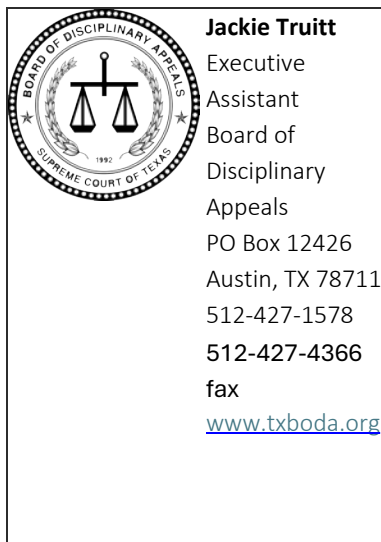 BOARD OF DISCIPLINARY APPEALS
1992
SUPREME COURT OF TEXAS
Jackie Truitt
Executive
Assistant
Board of
Disciplinary
Appeals
PO Box 12426
Austin, TX 78711
512-427-1578
512-427-4366
fax
www.txboda.org